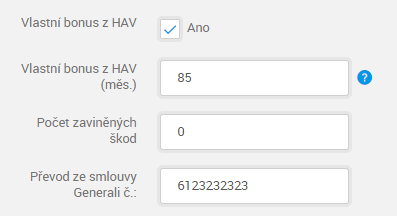 Vlastní bonus z HAV
Ano
Vlastní bonus z HAV
(měs.)
85
?
Počet zaviněných
škod
0
Převod ze smlouvy
Generali č.:
6123232323